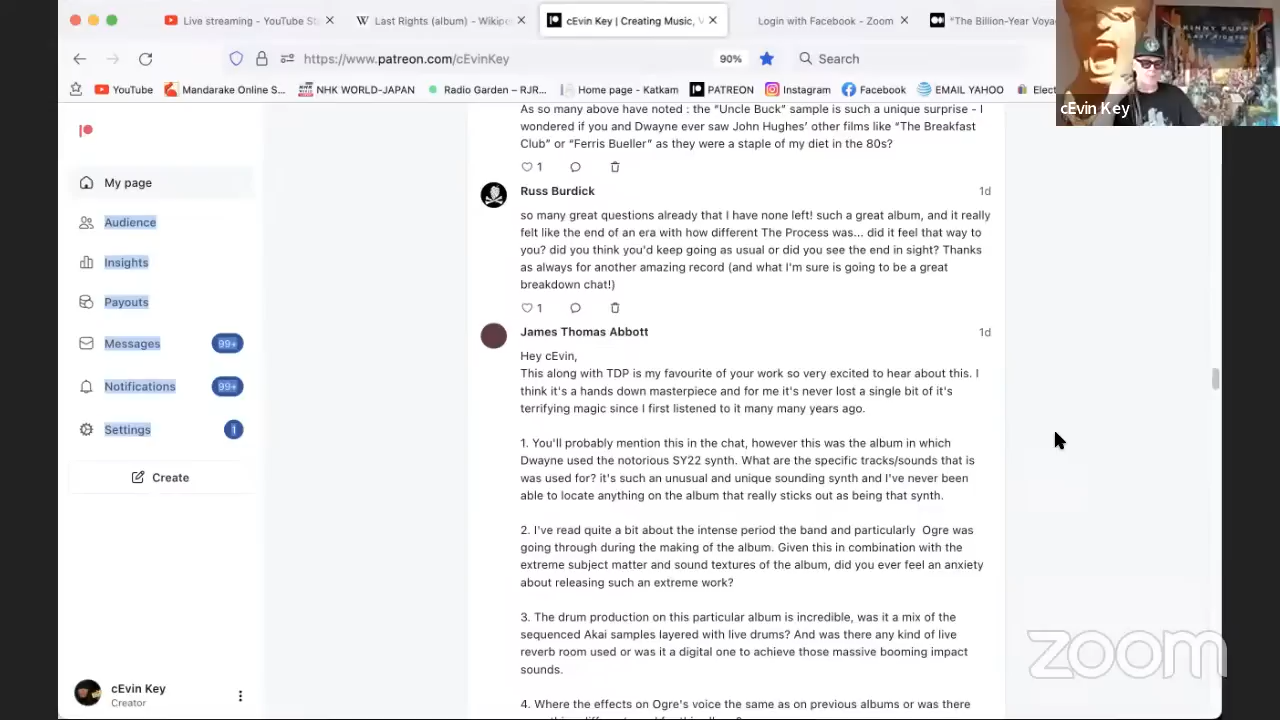 Live streaming - YouTube St
Last Rights (album) - Wikipe
cEvin Key | Creating Music, V
Login with Facebook - Zoom
"The Billion-Year Voya
https://www.patreon.com/cEvinKey
90%
Search
YouTube
Mandarake Online S...
NHK WORLD-JAPAN
Radio Garden – RJR...
Home page - Katkam
PATREON
Instagram
Facebook
EMAIL YAHOO
Elect
SKINNY PUPPY
LAST RIGHTS
cEvin Key
My page
Audience
Insights
Payouts
Messages 99+
Notifications 99+
Settings 1
Create
cEvin Key
Creator
As so many above have noted : the "Uncle Buck" sample is such a unique surprise - I
wondered if you and Dwayne ever saw John Hughes' other films like "The Breakfast
Club" or "Ferris Bueller" as they were a staple of my diet in the 80s?
1
Russ Burdick 1d
so many great questions already that I have none left! such a great album, and it really
felt like the end of an era with how different The Process was... did it feel that way to
you? did you think you'd keep going as usual or did you see the end in sight? Thanks
as always for another amazing record (and what I'm sure is going to be a great
breakdown chat!)
1
James Thomas Abbott 1d
Hey cEvin,
This along with TDP is my favourite of your work so very excited to hear about this. I
think it's a hands down masterpiece and for me it's never lost a single bit of it's
terrifying magic since I first listened to it many many years ago.
1. You'll probably mention this in the chat, however this was the album in which
Dwayne used the notorious SY22 synth. What are the specific tracks/sounds that is
was used for? it's such an unusual and unique sounding synth and I've never been
able to locate anything on the album that really sticks out as being that synth.
2. I've read quite a bit about the intense period the band and particularly Ogre was
going through during the making of the album. Given this in combination with the
extreme subject matter and sound textures of the album, did you ever feel an anxiety
about releasing such an extreme work?
3. The drum production on this particular album is incredible, was it a mix of the
sequenced Akai samples layered with live drums? And was there any kind of live
reverb room used or was it a digital one to achieve those massive booming impact
sounds.
4. Where the effects on Ogre's voice the same as on previous albums or was there
zoom